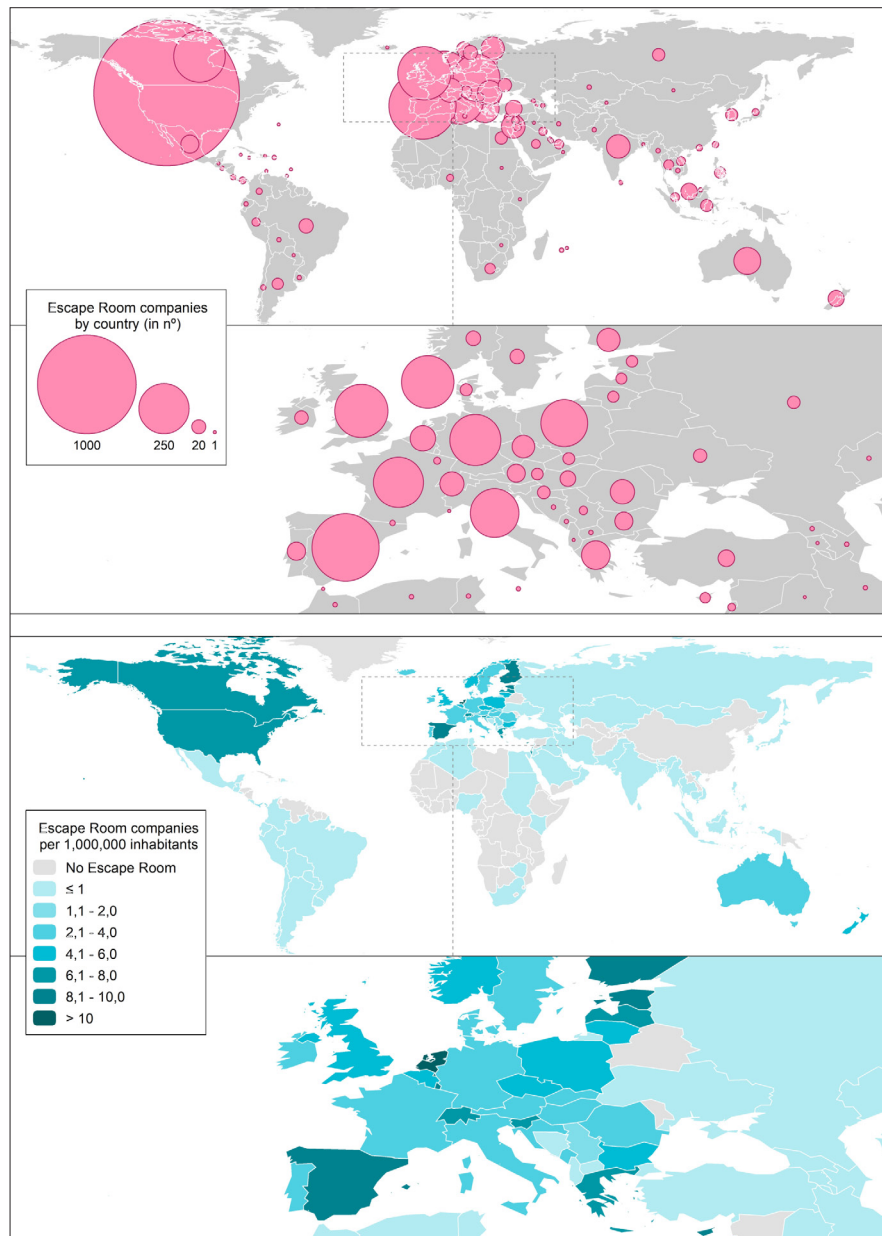 Escape Room companies
by country (in nº)
1000
250
20
1
Escape Room companies
per 1,000,000 inhabitants
No Escape Room
≤ 1
1,1 - 2,0
2,1 - 4,0
4,1 - 6,0
6,1 - 8,0
8,1 - 10,0
> 10